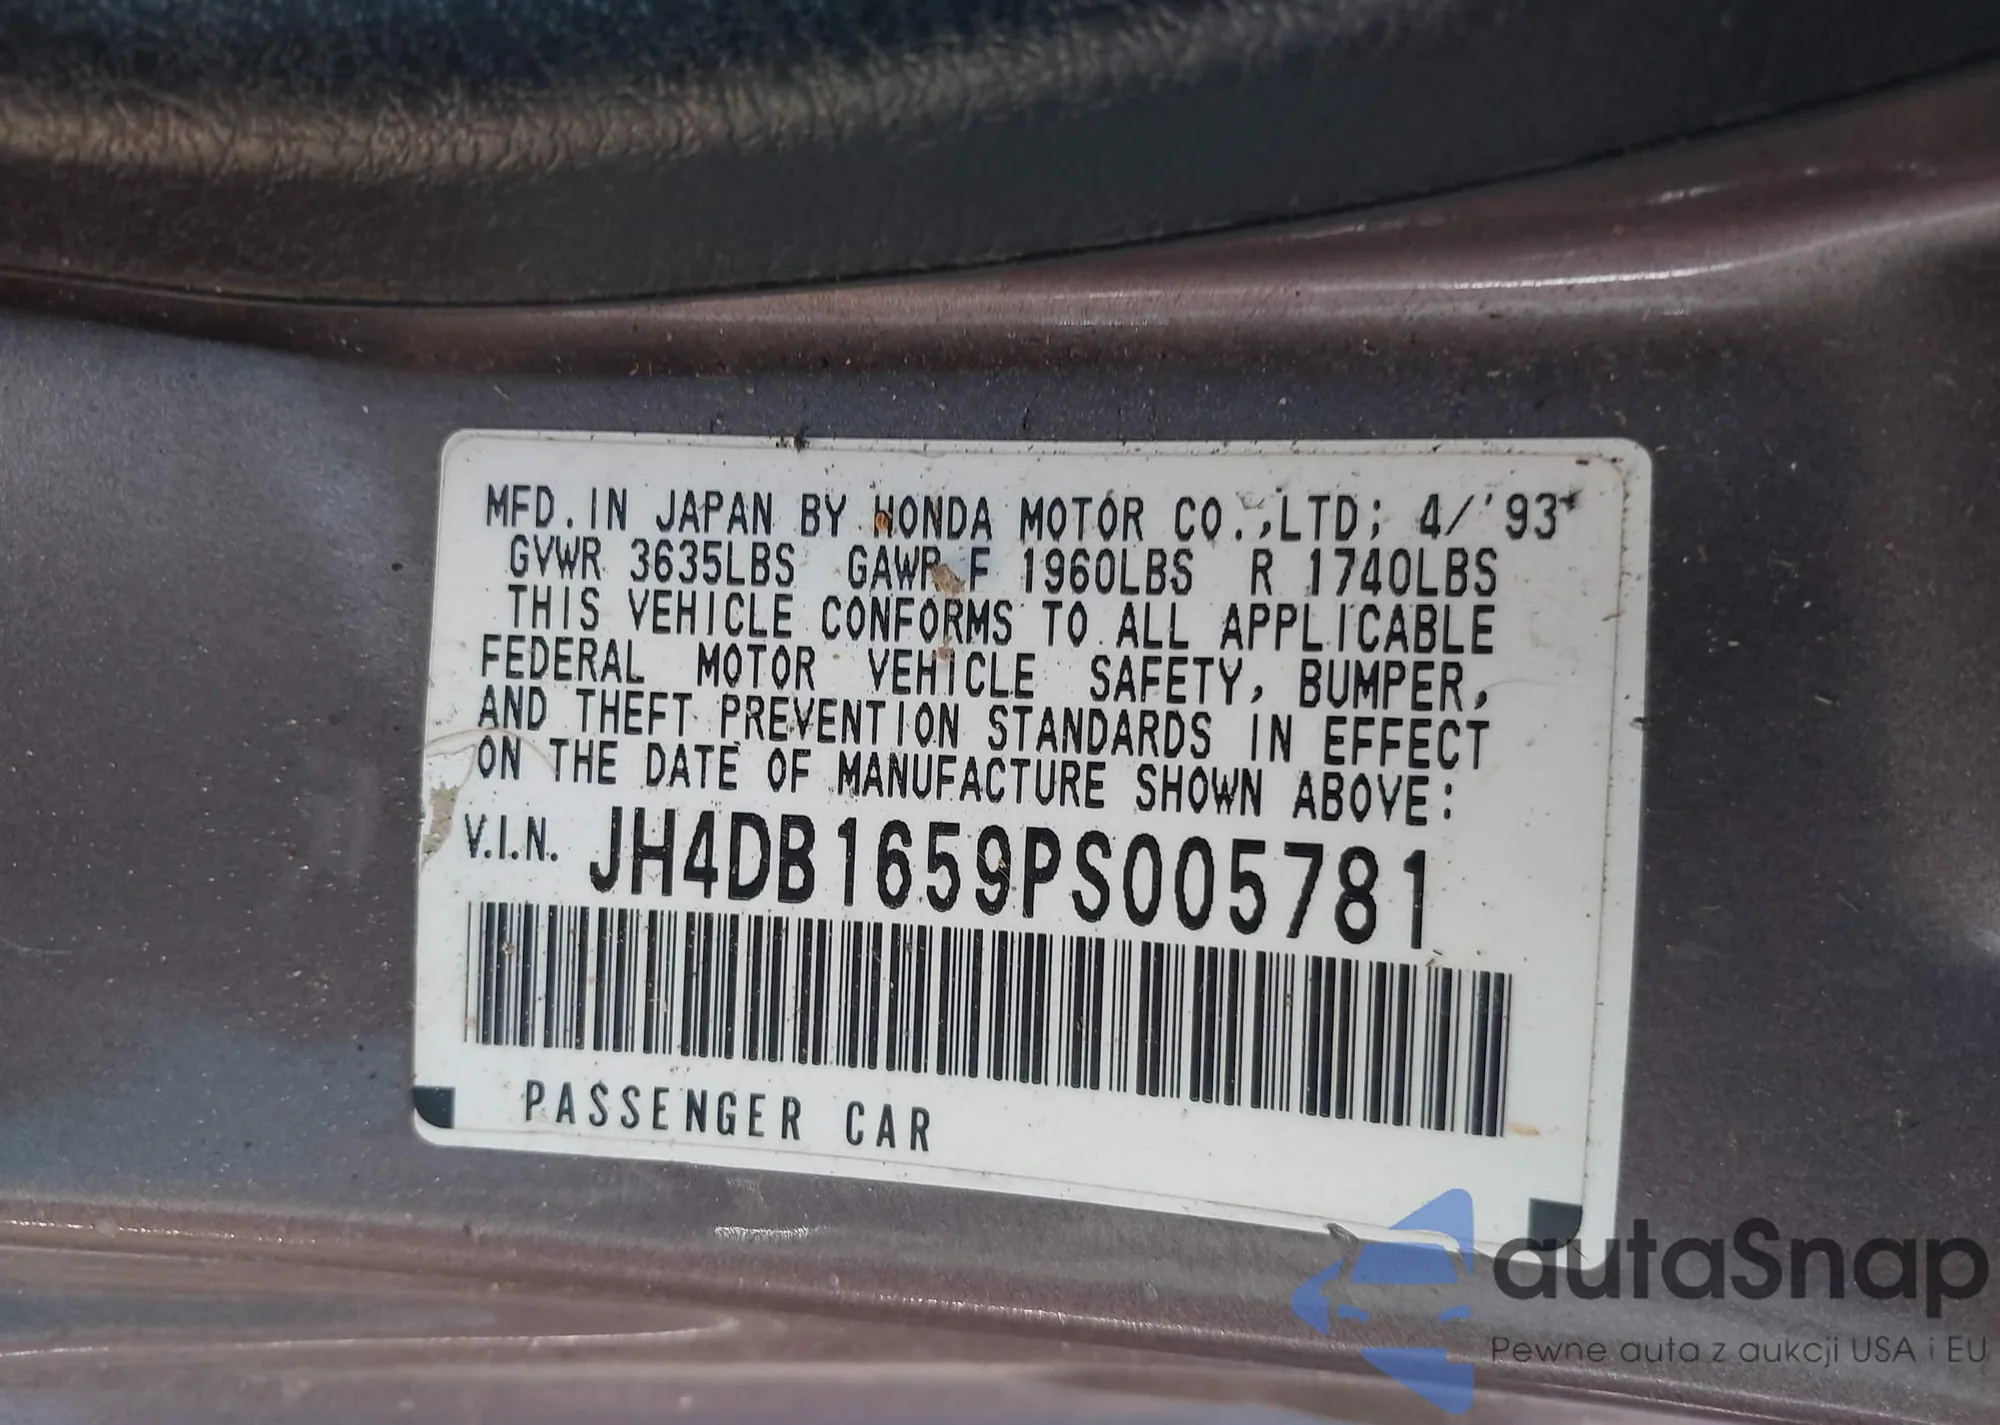 MFD. IN JAPAN BY HONDA MOTOR CO.,LTD; 4/'93
GVWR 3635LBS GAWR F 1960LBS R 1740LBS
THIS VEHICLE CONFORMS TO ALL APPLICABLE
FEDERAL MOTOR VEHICLE SAFETY, BUMPER,
AND THEFT PREVENTION STANDARDS IN EFFECT
ON THE DATE OF MANUFACTURE SHOWN ABOVE:
V.I.N. JH4DB1659PS005781
PASSENGER CAR
autaSnap
Pewne auta z aukcji USA i EU